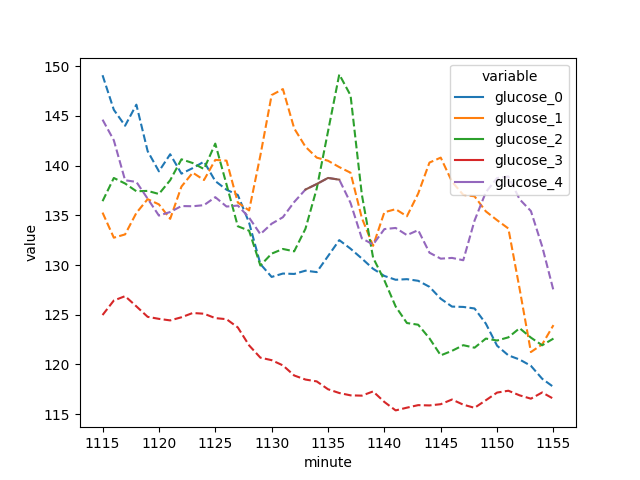 150
145
140
135
130
125
120
115
1115 1120 1125 1130 1135 1140 1145 1150 1155
minute
value
variable
glucose_0
glucose_1
glucose_2
glucose_3
glucose_4